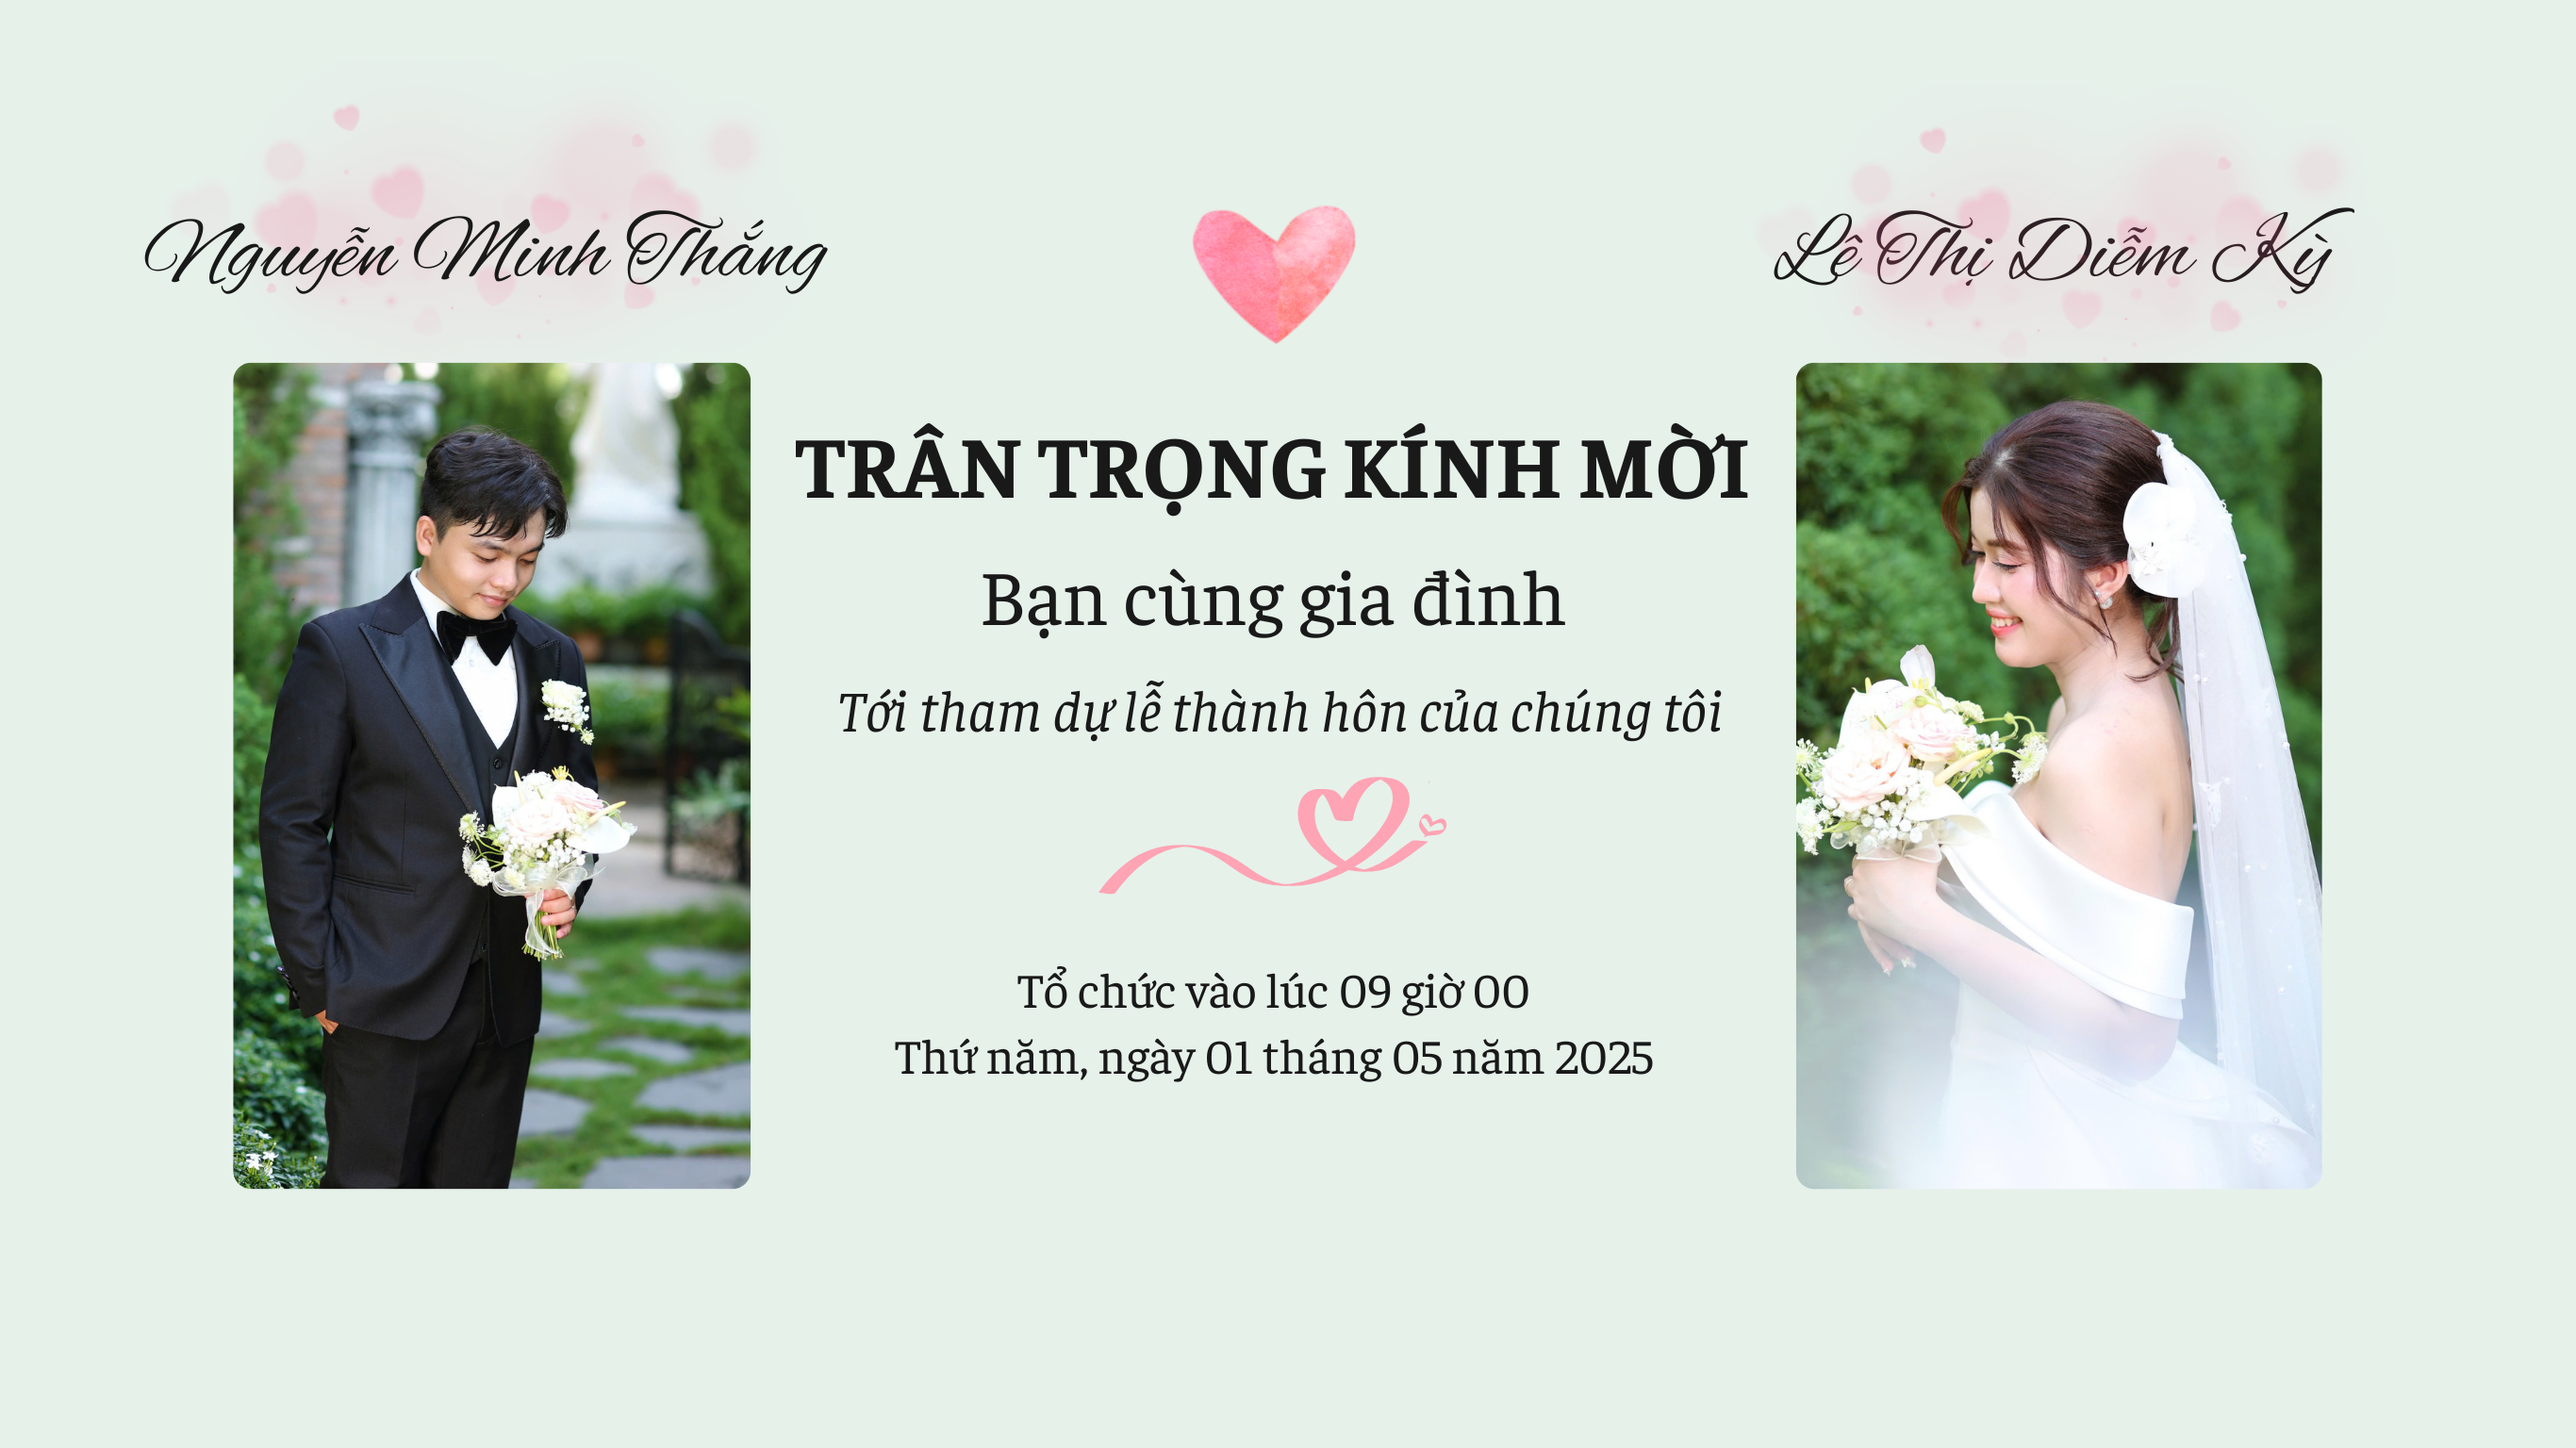 Nguyễn Minh Thắng
Lê Thị Diễm Kỳ
TRÂN TRỌNG KÍNH MỜI
Bạn cùng gia đình
Tới tham dự lễ thành hôn của chúng tôi
Tổ chức vào lúc 09 giờ 00
Thứ năm, ngày 01 tháng 05 năm 2025